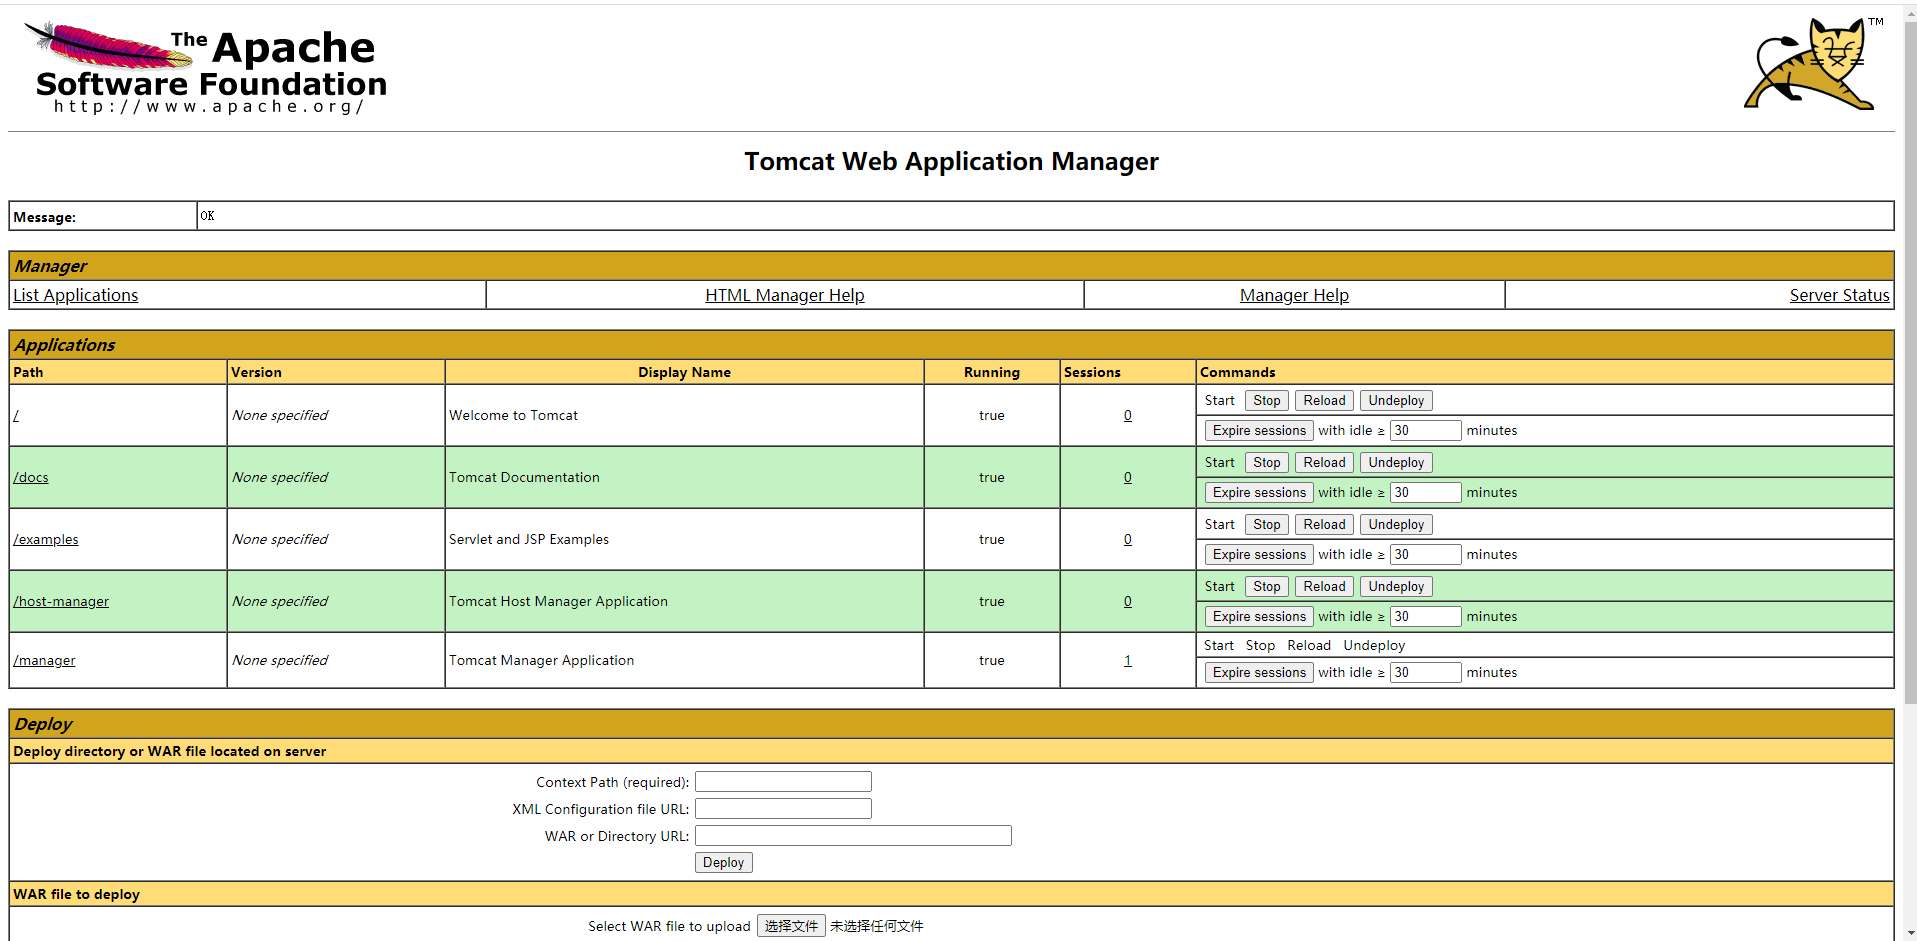 The Apache
Software Foundation
http://www.apache.org/
TM
Tomcat Web Application Manager
Message: OK
Manager
List Applications HTML Manager Help Manager Help Server Status
Applications
Path Version Display Name Running Sessions Commands
/ None specified Welcome to Tomcat true 0 Start Stop Reload Undeploy
Expire sessions with idle ≥ 30 minutes
/docs None specified Tomcat Documentation true 0 Start Stop Reload Undeploy
Expire sessions with idle ≥ 30 minutes
/examples None specified Servlet and JSP Examples true 0 Start Stop Reload Undeploy
Expire sessions with idle ≥ 30 minutes
/host-manager None specified Tomcat Host Manager Application true 0 Start Stop Reload Undeploy
Expire sessions with idle ≥ 30 minutes
/manager None specified Tomcat Manager Application true 1 Start Stop Reload Undeploy
Expire sessions with idle ≥ 30 minutes
Deploy
Deploy directory or WAR file located on server
Context Path (required):
XML Configuration file URL:
WAR or Directory URL:
Deploy
WAR file to deploy
Select WAR file to upload 选择文件 未选择任何文件